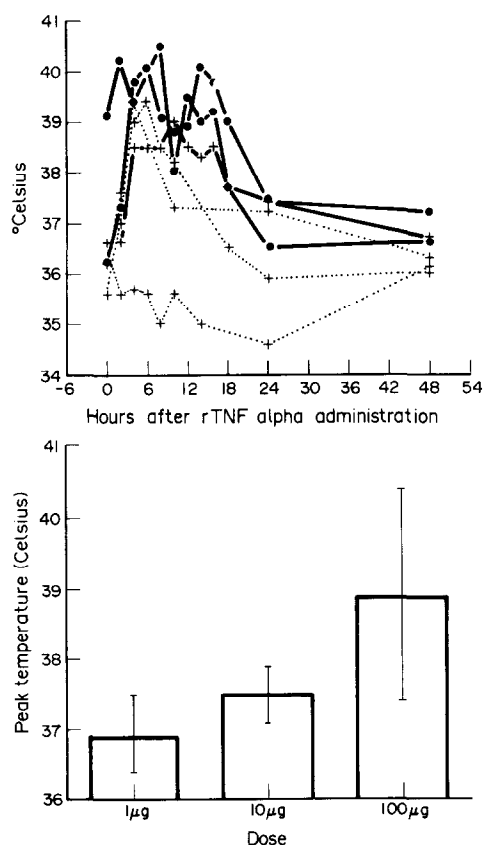 41
40
39
38
37
36
35
34
°Celsius
-6 0 6 12 18 24 30 36 42 48 54
Hours after rTNF alpha administration
41
39
38
37
36
Peak temperature (Celsius)
1μg 10μg 100μg
Dose